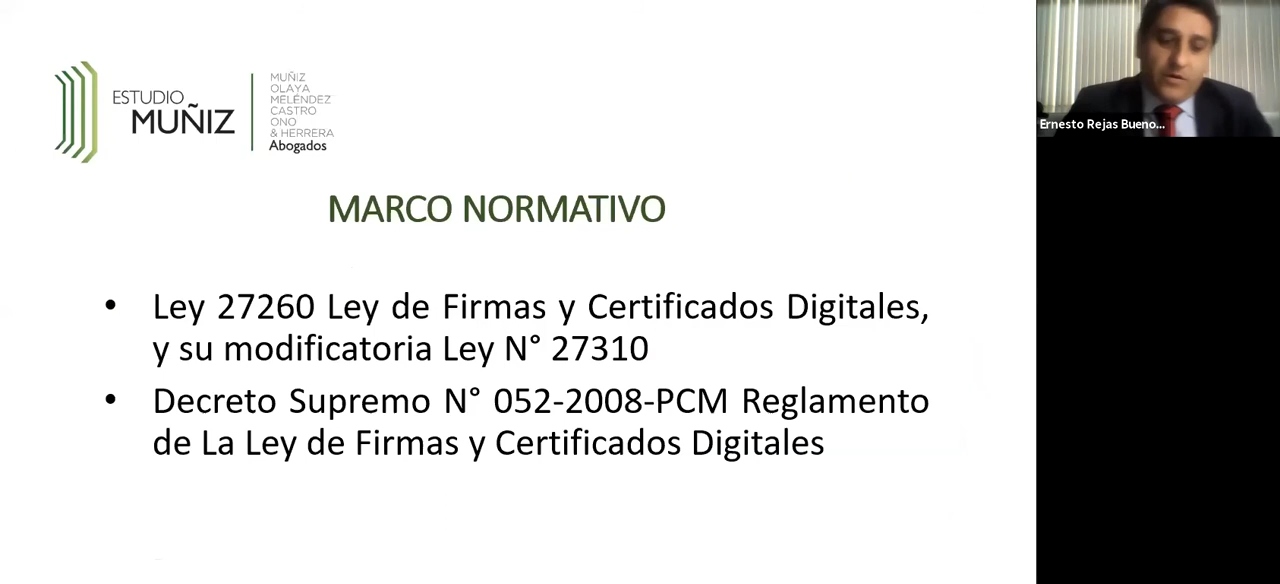 ESTUDIO
MUÑIZ
MUÑIZ
OLAYA
MELÉNDEZ
CASTRO
ONO
& HERRERA
Abogados
Ernesto Rejas Bueno...
MARCO NORMATIVO
• Ley 27260 Ley de Firmas y Certificados Digitales,
y su modificatoria Ley N° 27310
• Decreto Supremo N° 052-2008-PCM Reglamento
de La Ley de Firmas y Certificados Digitales